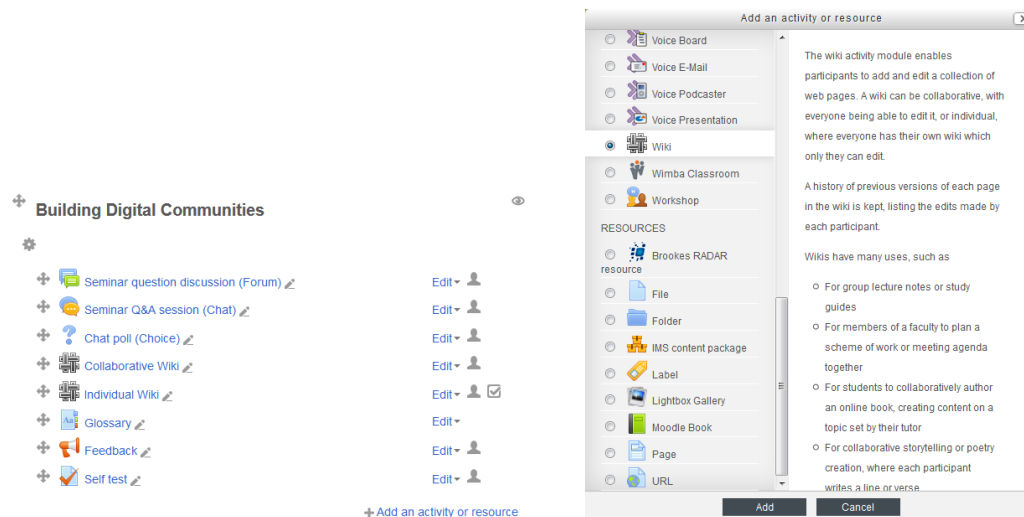 Building Digital Communities
Seminar question discussion (Forum) Edit
Seminar Q&A session (Chat) Edit
Chat poll (Choice) Edit
Collaborative Wiki Edit
Individual Wiki Edit
Glossary Edit
Feedback Edit
Self test Edit
Add an activity or resource
Add an activity or resource
Voice Board
Voice E-Mail
Voice Podcaster
Voice Presentation
Wiki
Wimba Classroom
Workshop
RESOURCES
Brookes RADAR
resource
File
Folder
IMS content package
Label
Lightbox Gallery
Moodle Book
Page
URL
The wiki activity module enables
participants to add and edit a collection of
web pages. A wiki can be collaborative, with
everyone being able to edit it, or individual,
where everyone has their own wiki which
only they can edit.
A history of previous versions of each page
in the wiki is kept, listing the edits made by
each participant.
Wikis have many uses, such as
For group lecture notes or study
guides
For members of a faculty to plan a
scheme of work or meeting agenda
together
For students to collaboratively author
an online book, creating content on a
topic set by their tutor
For collaborative storytelling or poetry
creation, where each participant
writes a line or verse
Add Cancel